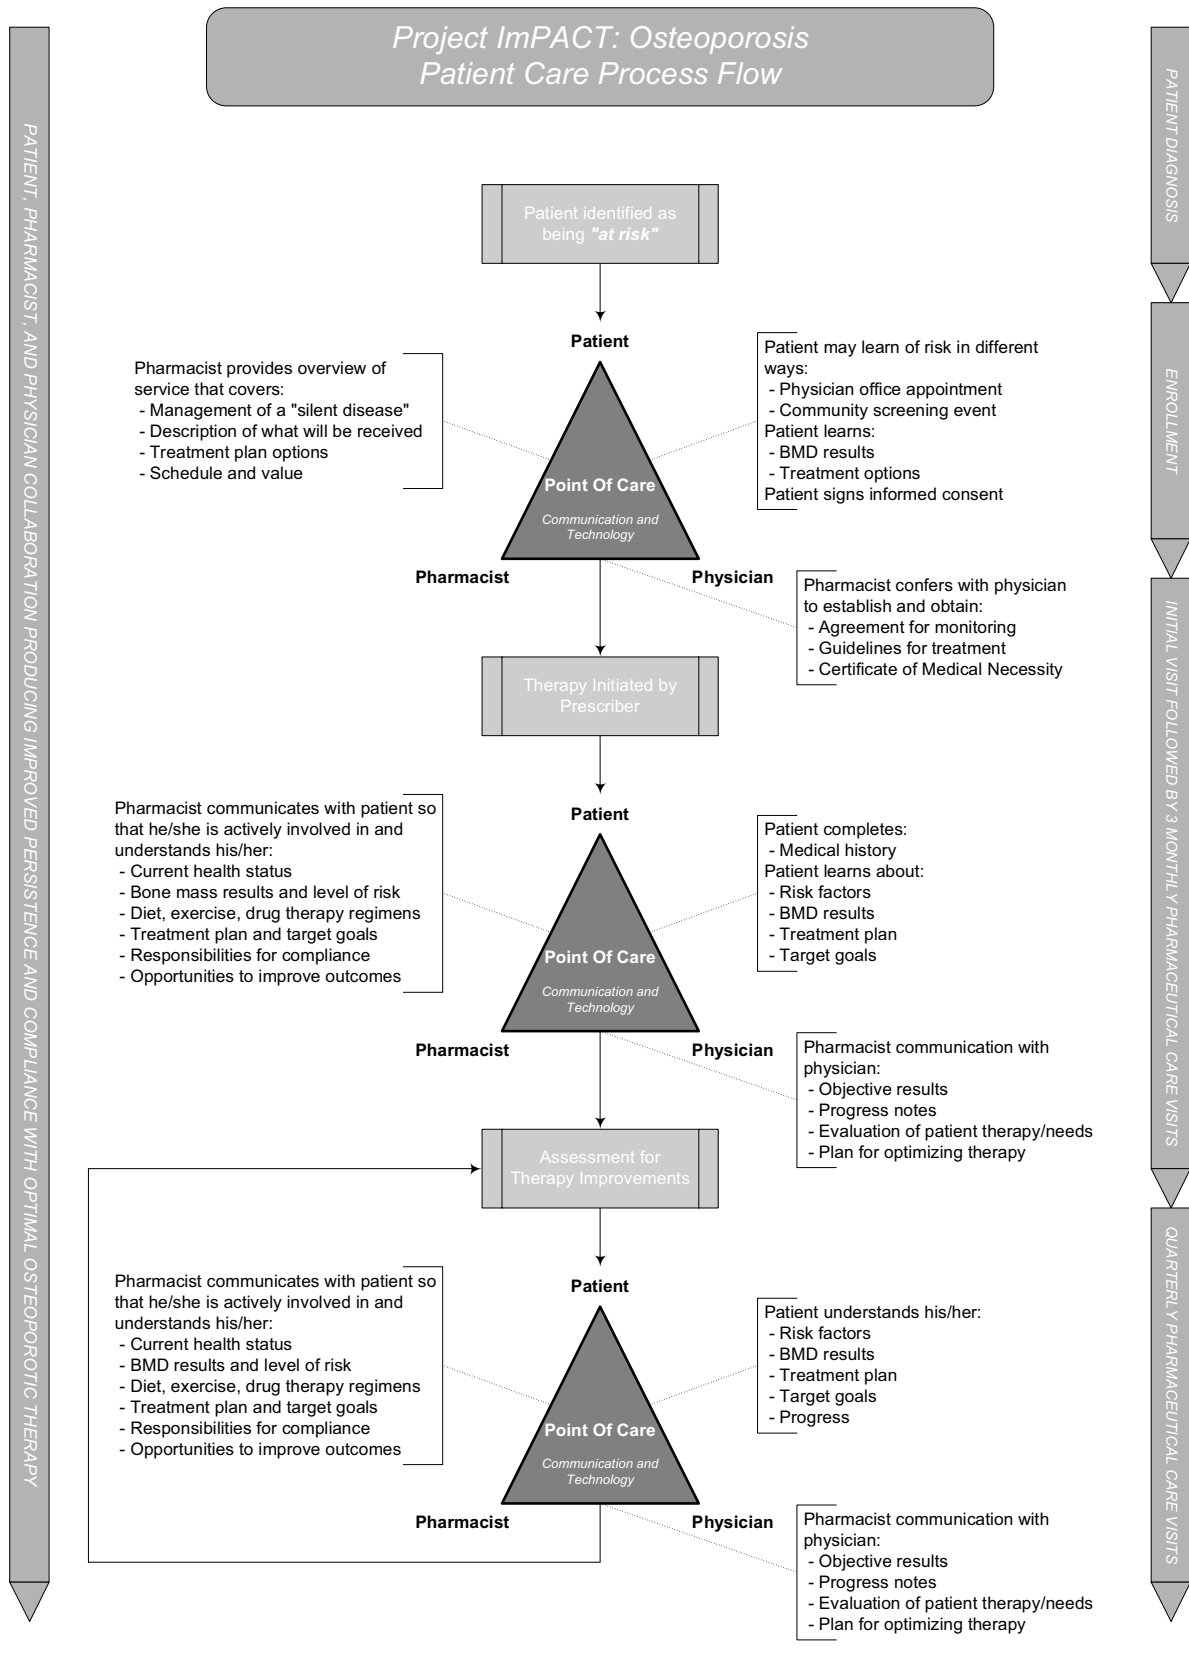 Project ImPACT: Osteoporosis
Patient Care Process Flow
PATIENT, PHARMACIST, AND PHYSICIAN COLLABORATION PRODUCING IMPROVED PERSISTENCE AND COMPLIANCE WITH OPTIMAL OSTEOPOROTIC THERAPY
PATIENT DIAGNOSIS
ENROLLMENT
INITIAL VISIT FOLLOWED BY 3 MONTHLY PHARMACEUTICAL CARE VISITS
QUARTERLY PHARMACEUTICAL CARE VISITS
Patient identified as
being "at risk"
Patient
Pharmacist provides overview of
service that covers:
- Management of a "silent disease"
- Description of what will be received
- Treatment plan options
- Schedule and value
Patient may learn of risk in different
ways:
- Physician office appointment
- Community screening event
Patient learns:
- BMD results
- Treatment options
Patient signs informed consent
Point Of Care
Communication and
Technology
Pharmacist
Physician
Pharmacist confers with physician
to establish and obtain:
- Agreement for monitoring
- Guidelines for treatment
- Certificate of Medical Necessity
Therapy Initiated by
Prescriber
Patient
Pharmacist communicates with patient so
that he/she is actively involved in and
understands his/her:
- Current health status
- Bone mass results and level of risk
- Diet, exercise, drug therapy regimens
- Treatment plan and target goals
- Responsibilities for compliance
- Opportunities to improve outcomes
Patient completes:
- Medical history
Patient learns about:
- Risk factors
- BMD results
- Treatment plan
- Target goals
Point Of Care
Communication and
Technology
Pharmacist
Physician
Pharmacist communication with
physician:
- Objective results
- Progress notes
- Evaluation of patient therapy/needs
- Plan for optimizing therapy
Assessment for
Therapy Improvements
Patient
Pharmacist communicates with patient so
that he/she is actively involved in and
understands his/her:
- Current health status
- BMD results and level of risk
- Diet, exercise, drug therapy regimens
- Treatment plan and target goals
- Responsibilities for compliance
- Opportunities to improve outcomes
Patient understands his/her:
- Risk factors
- BMD results
- Treatment plan
- Target goals
- Progress
Point Of Care
Communication and
Technology
Pharmacist
Physician
Pharmacist communication with
physician:
- Objective results
- Progress notes
- Evaluation of patient therapy/needs
- Plan for optimizing therapy